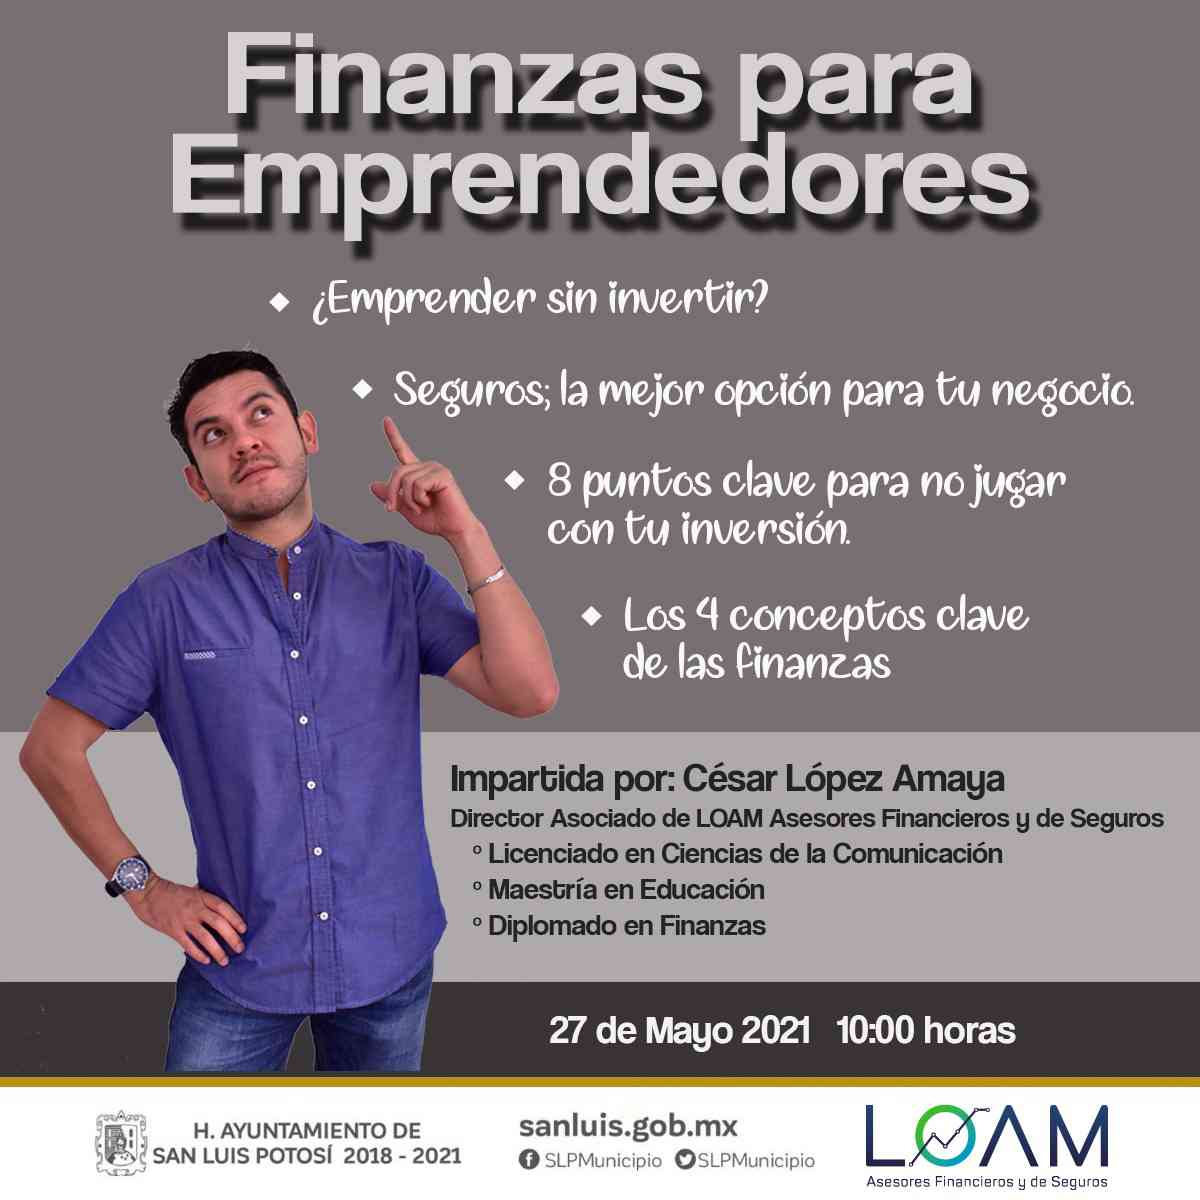 Finanzas para
Emprendedores
¿Emprender sin invertir?
Seguros; la mejor opción para tu negocio.
8 puntos clave para no jugar
con tu inversión.
Los 4 conceptos clave
de las finanzas
Impartida por: César López Amaya
Director Asociado de LOAM Asesores Financieros y de Seguros
° Licenciado en Ciencias de la Comunicación
° Maestría en Educación
° Diplomado en Finanzas
27 de Mayo 2021 10:00 horas
H. AYUNTAMIENTO DE
SAN LUIS POTOSÍ 2018 - 2021
sanluis.gob.mx
SLPMunicipio SLPMunicipio
LOAM
Asesores Financieros y de Seguros